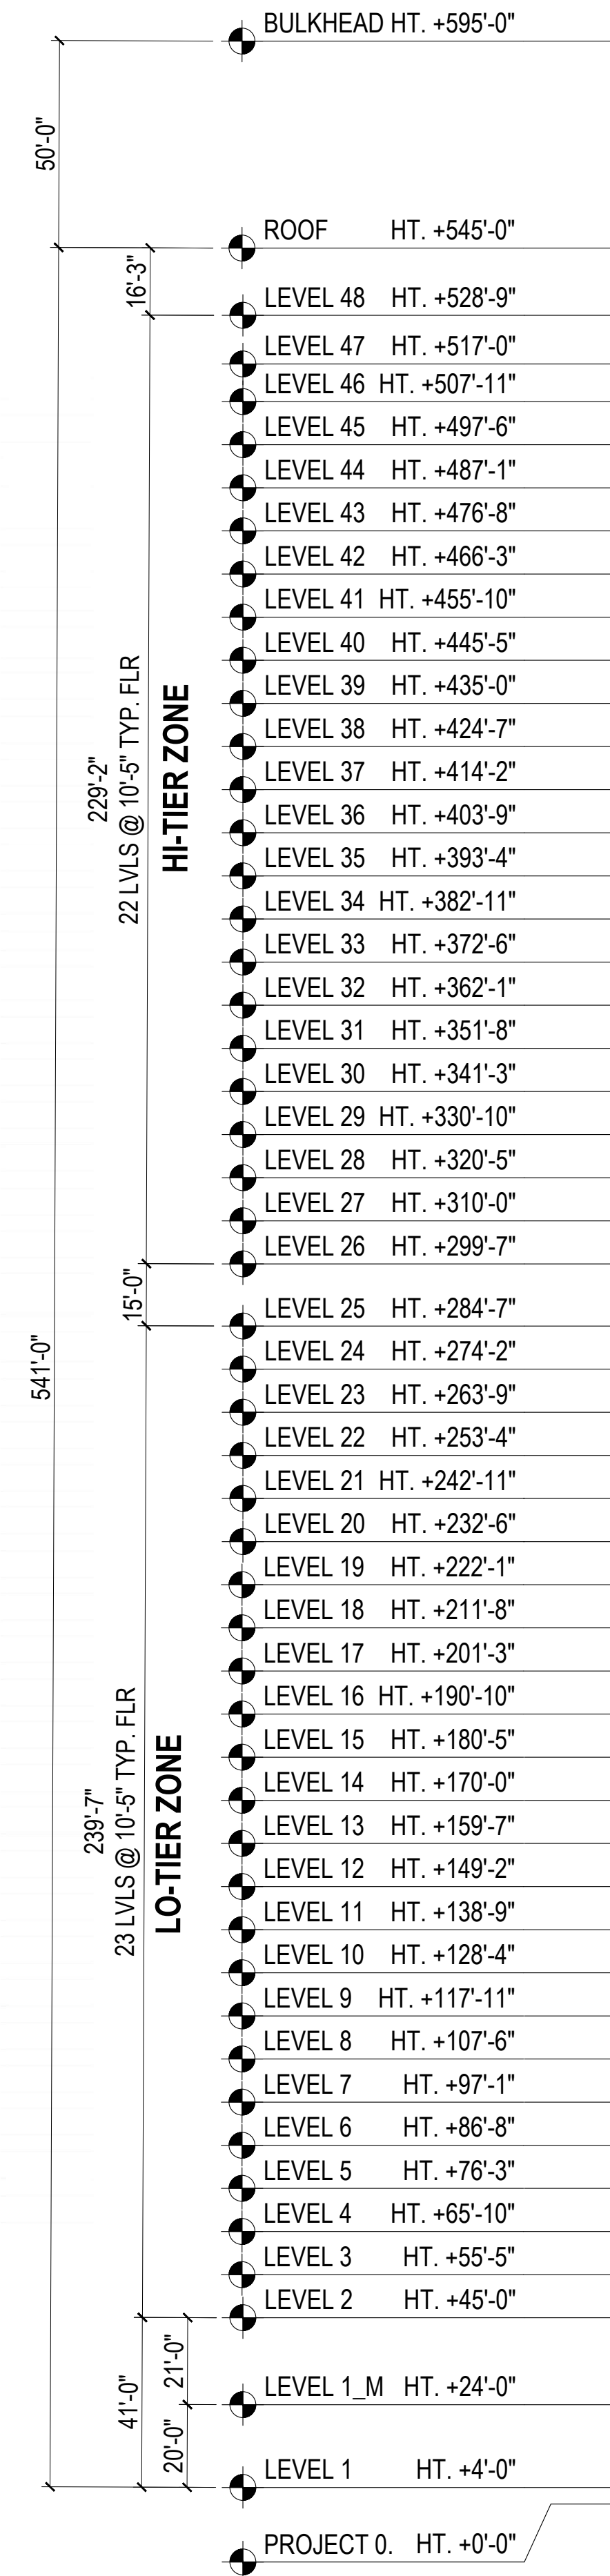 BULKHEAD HT. +595'-0"
50'-0"
ROOF HT. +545'-0"
16'-3"
LEVEL 48 HT. +528'-9"
LEVEL 47 HT. +517'-0"
LEVEL 46 HT. +507'-11"
LEVEL 45 HT. +497'-6"
LEVEL 44 HT. +487'-1"
LEVEL 43 HT. +476'-8"
LEVEL 42 HT. +466'-3"
LEVEL 41 HT. +455'-10"
LEVEL 40 HT. +445'-5"
LEVEL 39 HT. +435'-0"
LEVEL 38 HT. +424'-7"
LEVEL 37 HT. +414'-2"
LEVEL 36 HT. +403'-9"
LEVEL 35 HT. +393'-4"
LEVEL 34 HT. +382'-11"
LEVEL 33 HT. +372'-6"
LEVEL 32 HT. +362'-1"
LEVEL 31 HT. +351'-8"
LEVEL 30 HT. +341'-3"
LEVEL 29 HT. +330'-10"
LEVEL 28 HT. +320'-5"
LEVEL 27 HT. +310'-0"
LEVEL 26 HT. +299'-7"
229'-2"
22 LVLS @ 10'-5" TYP. FLR
HI-TIER ZONE
15'-0"
541'-0"
LEVEL 25 HT. +284'-7"
LEVEL 24 HT. +274'-2"
LEVEL 23 HT. +263'-9"
LEVEL 22 HT. +253'-4"
LEVEL 21 HT. +242'-11"
LEVEL 20 HT. +232'-6"
LEVEL 19 HT. +222'-1"
LEVEL 18 HT. +211'-8"
LEVEL 17 HT. +201'-3"
LEVEL 16 HT. +190'-10"
LEVEL 15 HT. +180'-5"
LEVEL 14 HT. +170'-0"
LEVEL 13 HT. +159'-7"
LEVEL 12 HT. +149'-2"
LEVEL 11 HT. +138'-9"
LEVEL 10 HT. +128'-4"
LEVEL 9 HT. +117'-11"
LEVEL 8 HT. +107'-6"
LEVEL 7 HT. +97'-1"
LEVEL 6 HT. +86'-8"
LEVEL 5 HT. +76'-3"
LEVEL 4 HT. +65'-10"
LEVEL 3 HT. +55'-5"
LEVEL 2 HT. +45'-0"
239'-7"
23 LVLS @ 10'-5" TYP. FLR
LO-TIER ZONE
41'-0"
21'-0"
LEVEL 1_M HT. +24'-0"
20'-0"
LEVEL 1 HT. +4'-0"
PROJECT 0. HT. +0'-0"